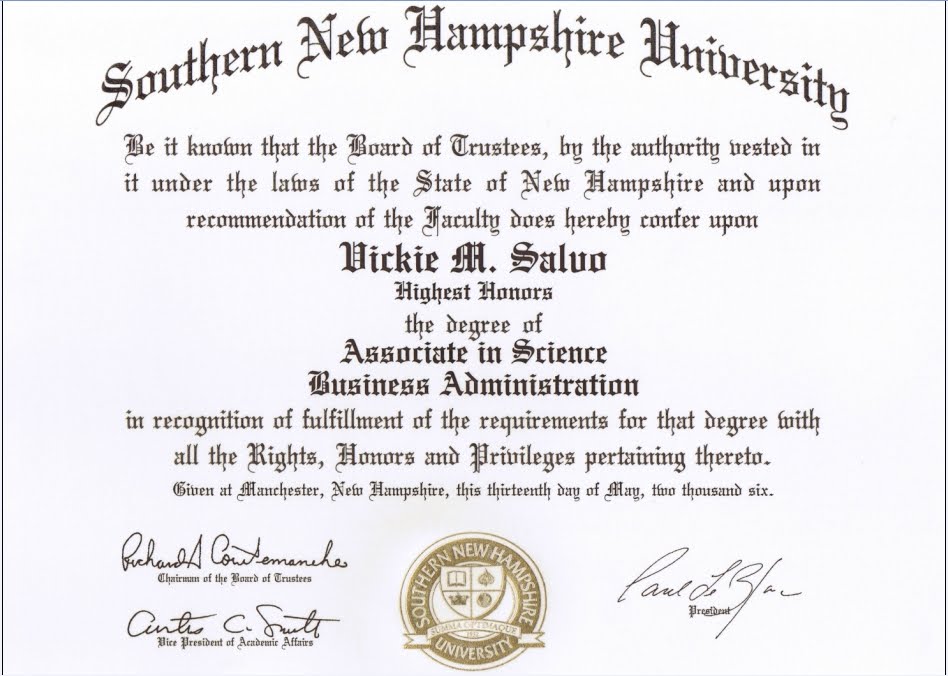 Southern New Hampshire University
Be it known that the Board of Trustees, by the authority vested in
it under the laws of the State of New Hampshire and upon
recommendation of the Faculty does hereby confer upon
Vickie M. Salvo
Highest Honors
the degree of
Associate in Science
Business Administration
in recognition of fulfillment of the requirements for that degree with
all the Rights, Honors and Privileges pertaining thereto.
Given at Manchester, New Hampshire, this thirteenth day of May, two thousand six.
Richard A Courtemanche
Chairman of the Board of Trustees
Curtis C. Smith
Vice President of Academic Affairs
SOUTHERN NEW HAMPSHIRE
1932
UNIVERSITY
President